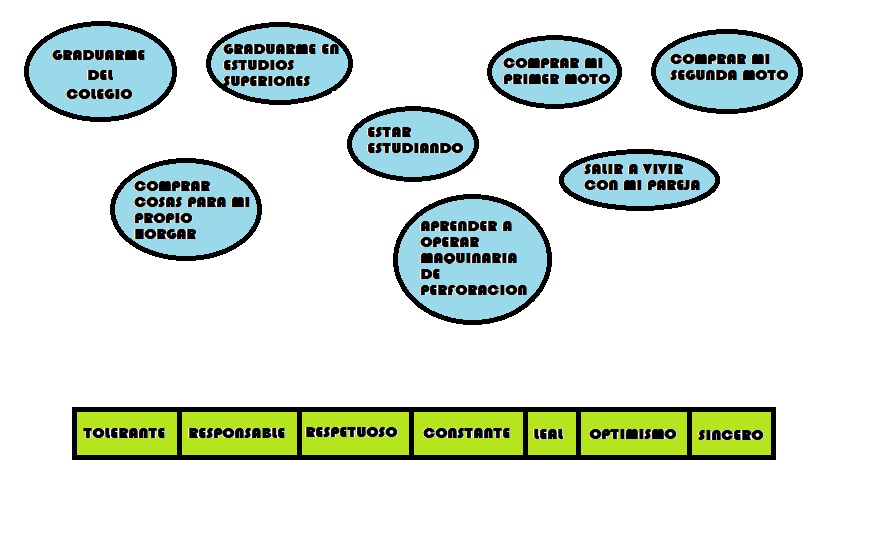 GRADUARME
DEL
COLEGIO
GRADUARME EN
ESTUDIOS
SUPERIONES
COMPRAR MI
PRIMER MOTO
COMPRAR MI
SEGUNDA MOTO
ESTAR
ESTUDIANDO
SALIR A VIVIR
CON MI PAREJA
COMPRAR
COSAS PARA MI
PROPIO
HORGAR
APRENDER A
OPERAR
MAQUINARIA
DE
PERFORACION
TOLERANTE RESPONSABLE RESPETUOSO CONSTANTE LEAL OPTIMISMO SINCERO